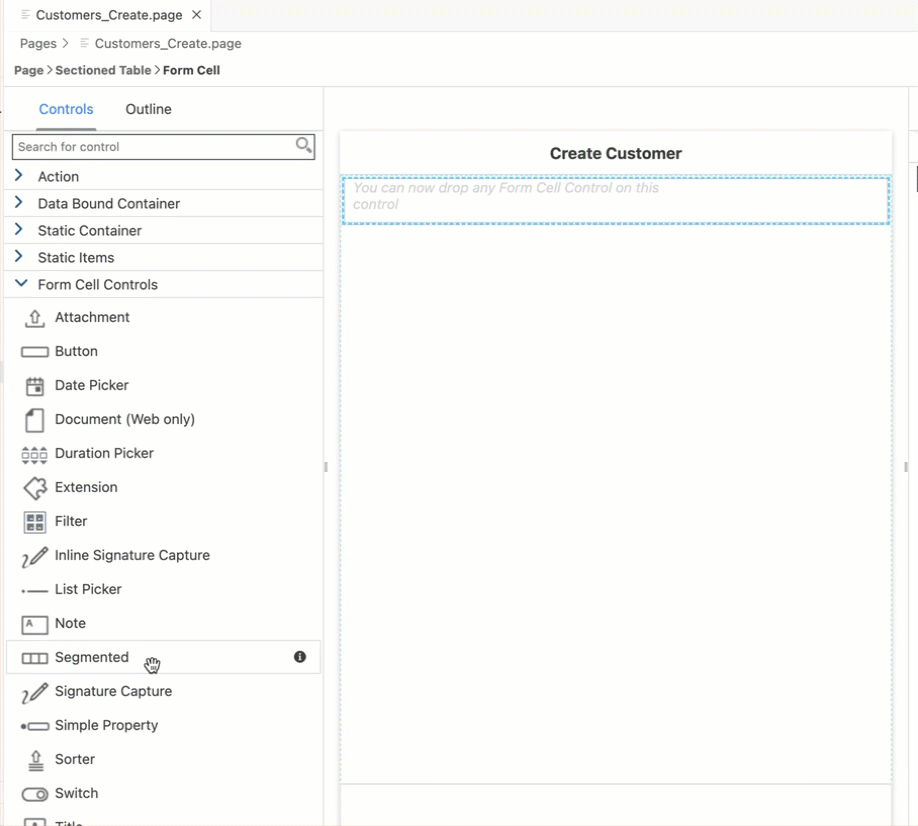 Customers_Create.page
Pages > Customers_Create.page
Page > Sectioned Table > Form Cell
Controls Outline
Search for control
Action
Data Bound Container
Static Container
Static Items
Form Cell Controls
Attachment
Button
Date Picker
Document (Web only)
Duration Picker
Extension
Filter
Inline Signature Capture
List Picker
Note
Segmented
Signature Capture
Simple Property
Sorter
Switch
Title
Create Customer
You can now drop any Form Cell Control on this
control